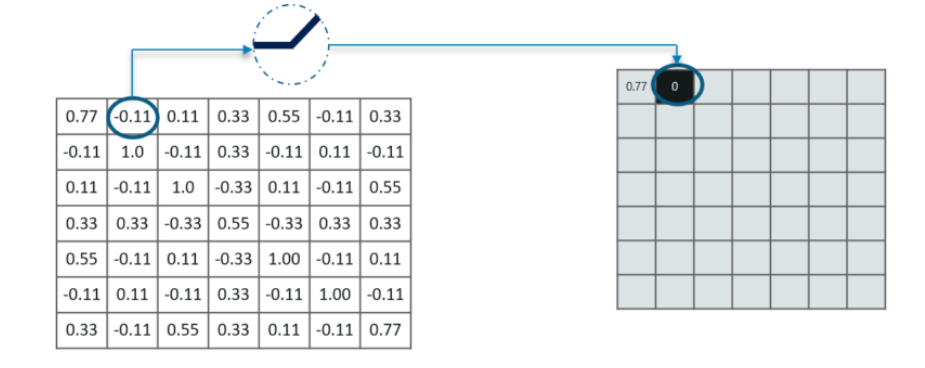 0.77 0
0.77 -0.11 0.11 0.33 0.55 -0.11 0.33
-0.11 1.0 -0.11 0.33 -0.11 0.11 -0.11
0.11 -0.11 1.0 -0.33 0.11 -0.11 0.55
0.33 0.33 -0.33 0.55 -0.33 0.33 0.33
0.55 -0.11 0.11 -0.33 1.00 -0.11 0.11
-0.11 0.11 -0.11 0.33 -0.11 1.00 -0.11
0.33 -0.11 0.55 0.33 0.11 -0.11 0.77